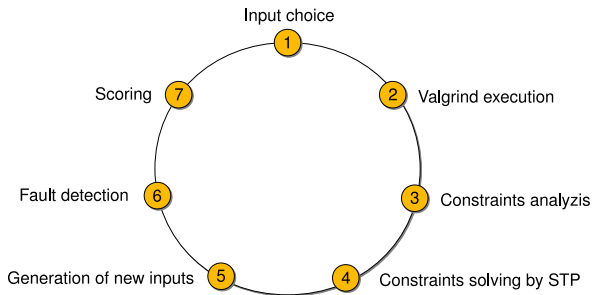 Input choice
1
2
Valgrind execution
3
Constraints analyzis
4
Constraints solving by STP
5
Generation of new inputs
6
Fault detection
7
Scoring